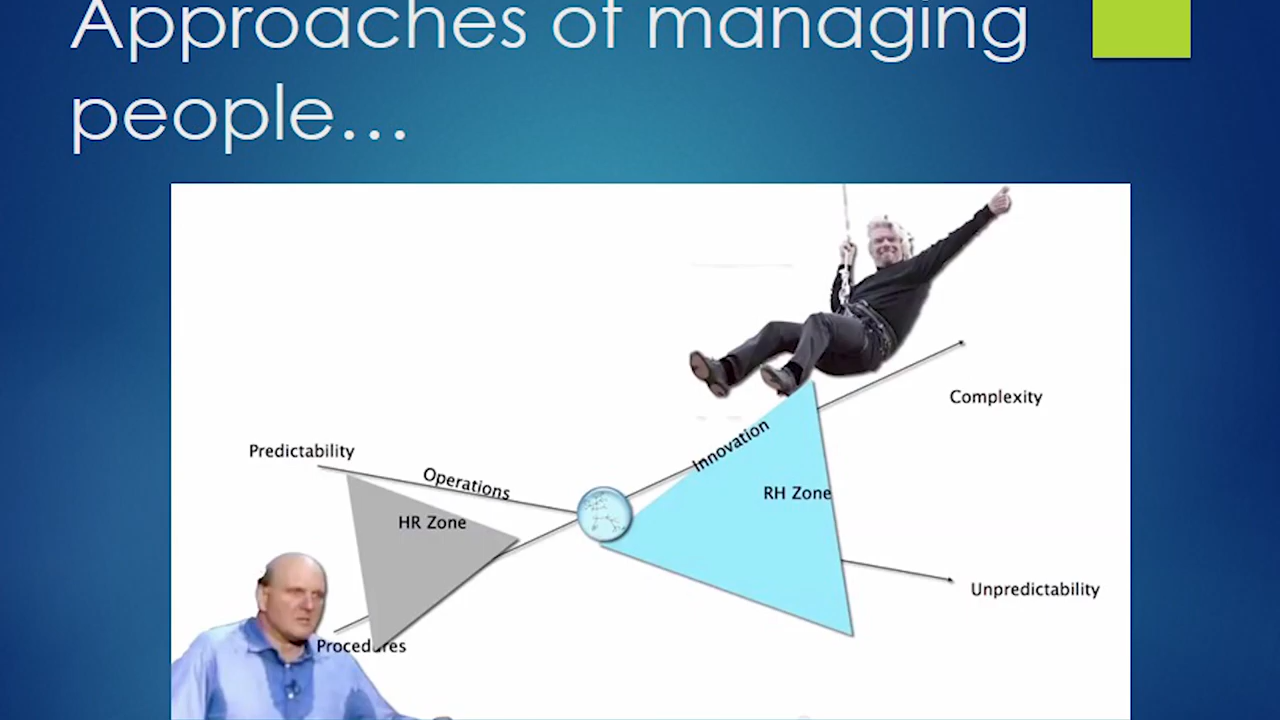 Approaches of managing
people...
Complexity
Innovation
Predictability
Operations
RH Zone
HR Zone
Unpredictability
Procedures